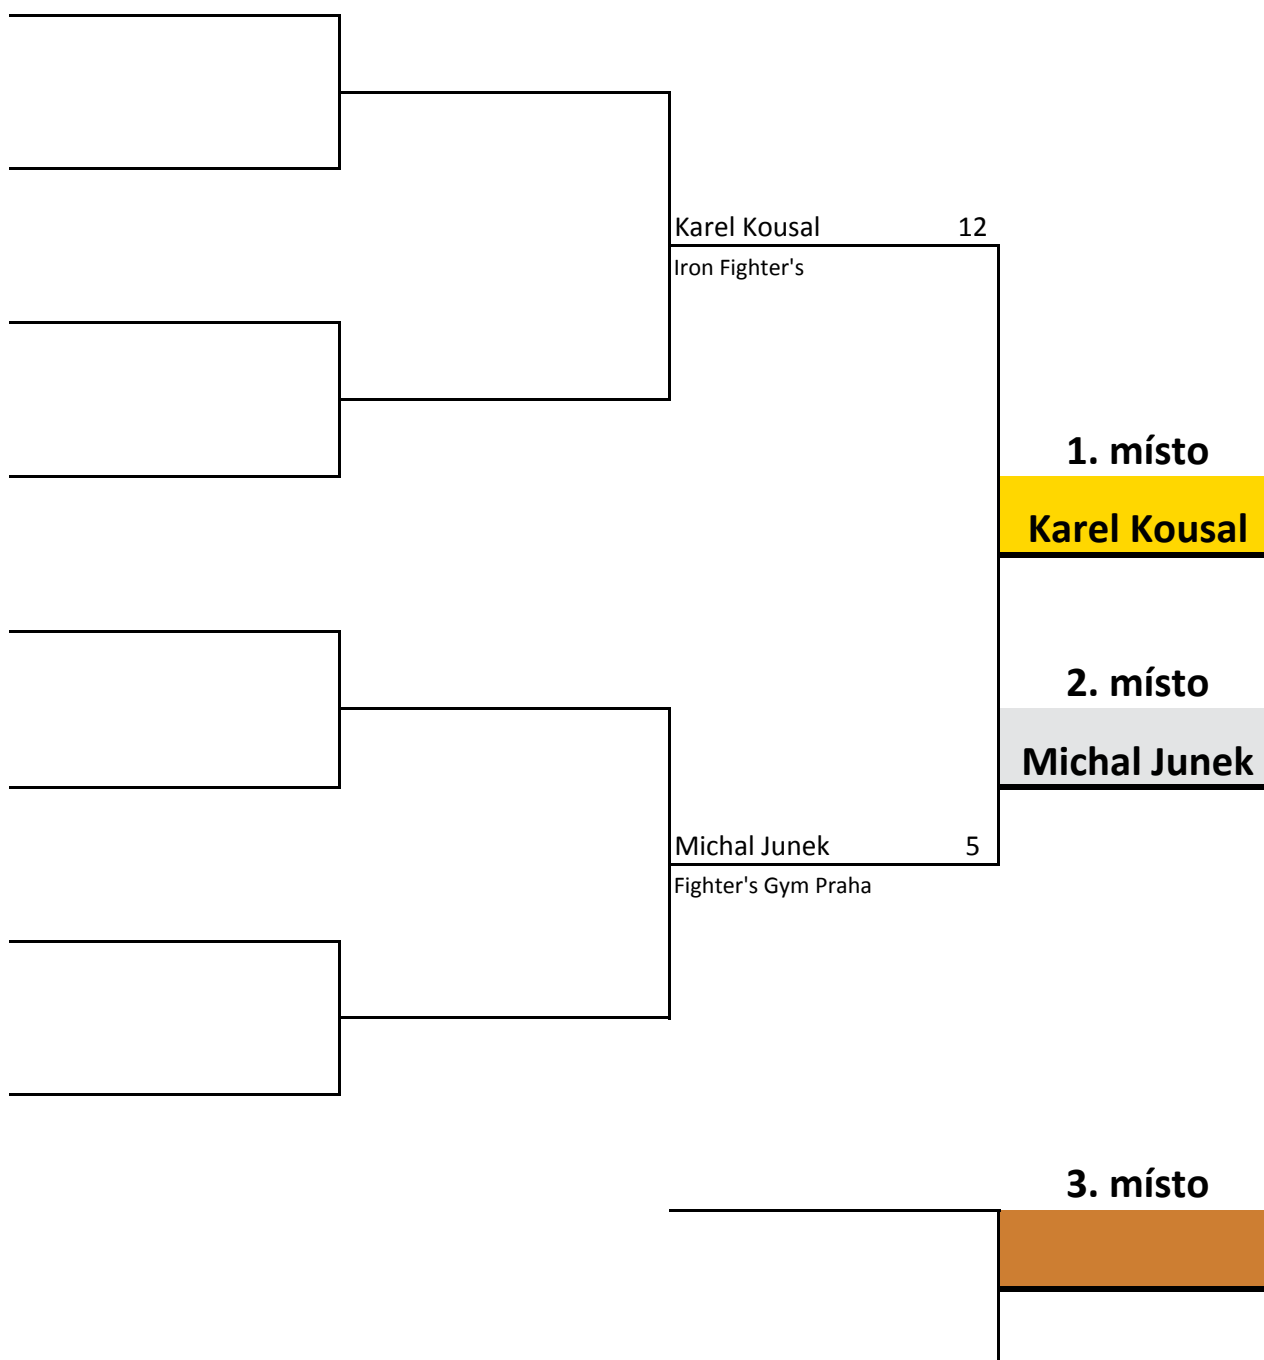 Karel Kousal 12
Iron Fighter's
1. místo
Karel Kousal
2. místo
Michal Junek
Michal Junek 5
Fighter's Gym Praha
3. místo